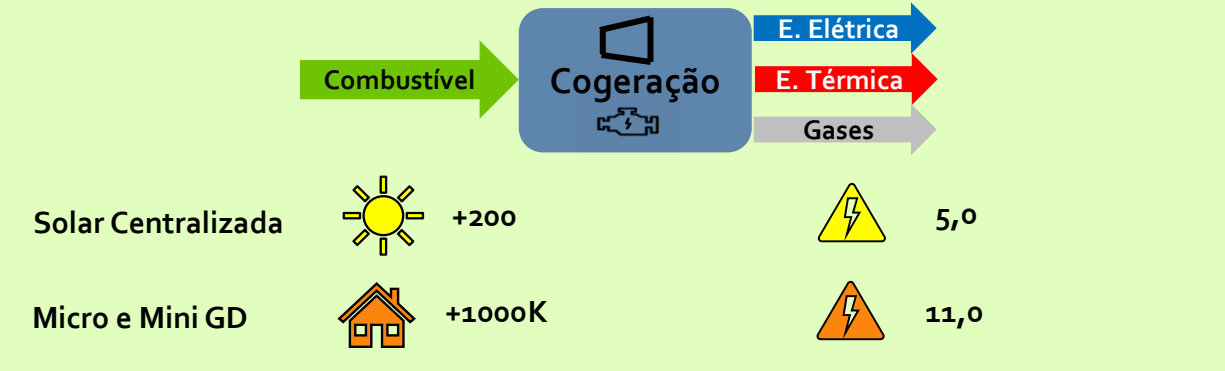 E. Elétrica
Combustível
Cogeração
E. Térmica
Gases
Solar Centralizada +200 5,0
Micro e Mini GD +1000K 11,0